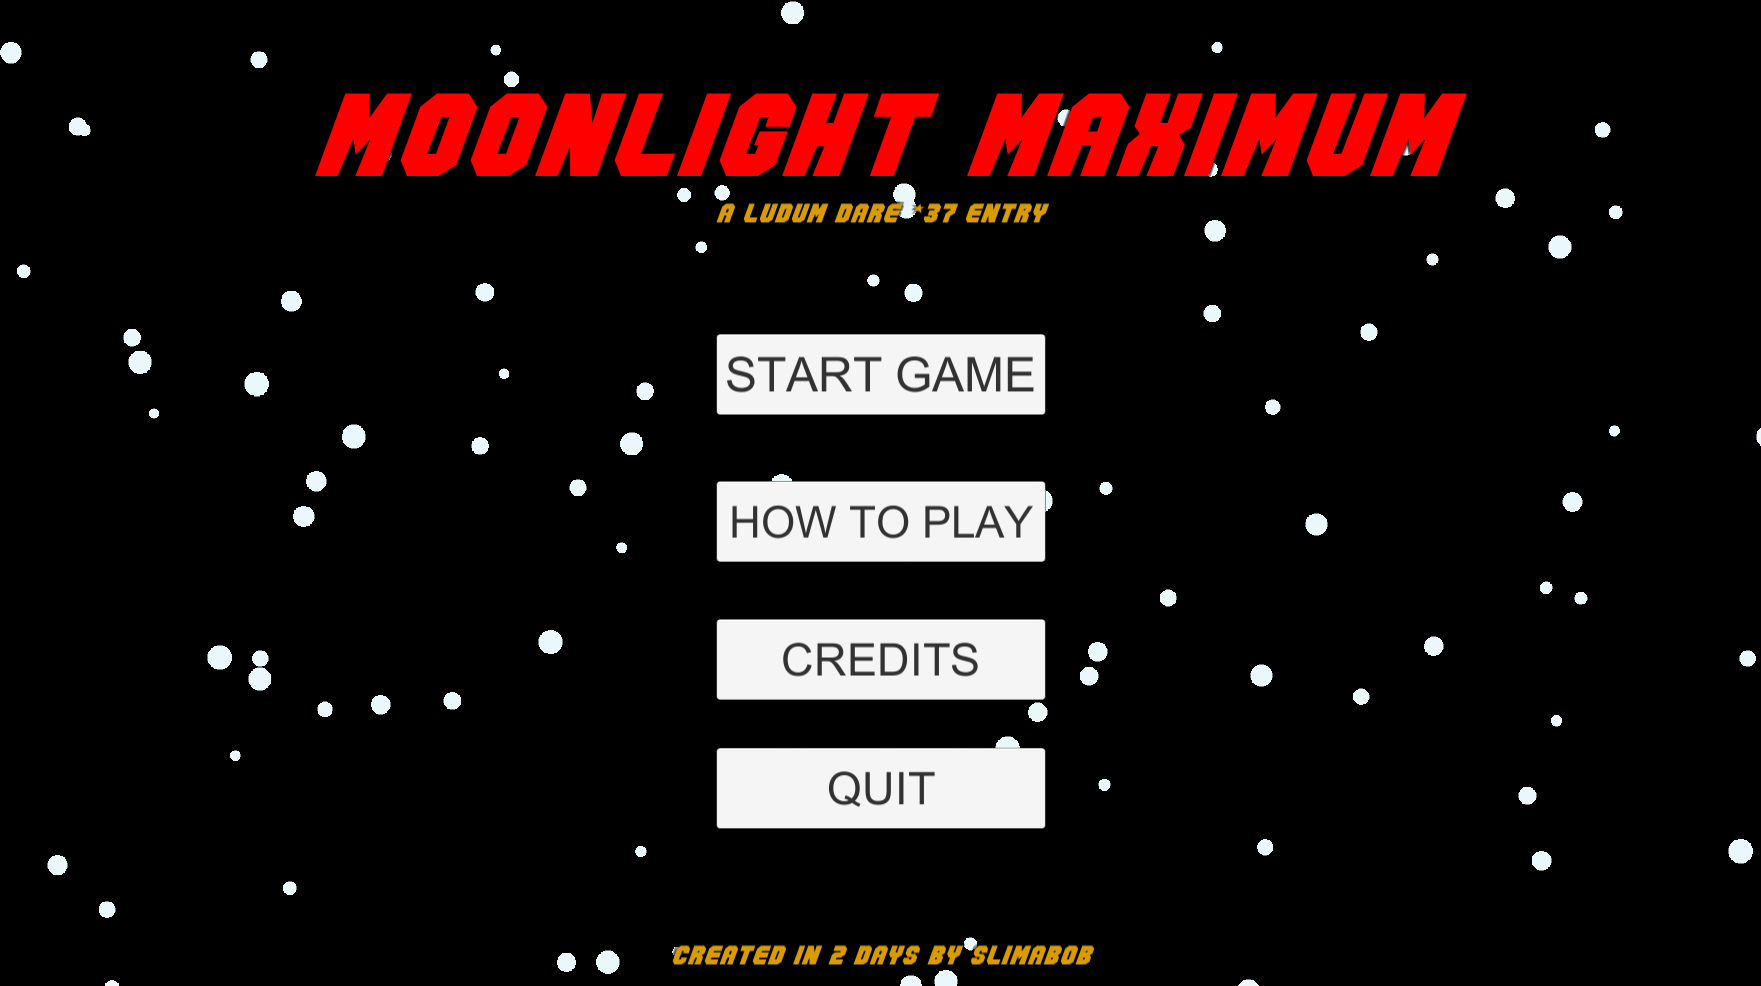 MOONLIGHT MAXIMUM
A LUDUM DARE *37 ENTRY
START GAME
HOW TO PLAY
CREDITS
QUIT
CREATED IN 2 DAYS BY SLIMABOB